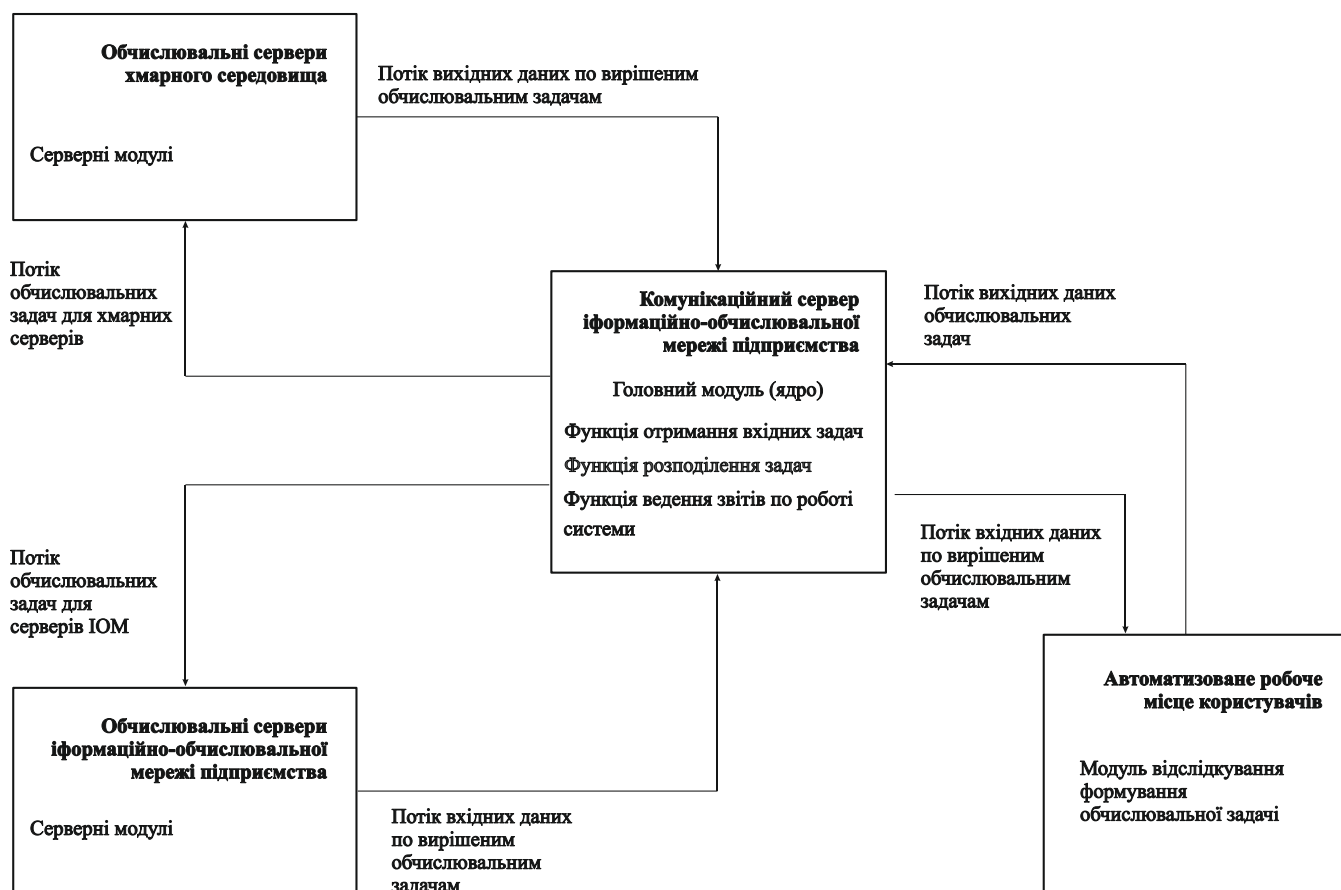 Обчислювальні сервери
хмарного середовища
Серверні модулі
Потік вихідних даних по вирішеним
обчислювальним задачам
Потік
обчислювальних
задач для хмарних
серверів
Комунікаційний сервер
іформаційно-обчислювальної
мережі підприємства
Головний модуль (ядро)
Функція отримання вхідних задач
Функція розподілення задач
Функція ведення звітів по роботі
системи
Потік вихідних даних
обчислювальних
задач
Потік вхідних даних
по вирішеним
обчислювальним
задачам
Потік
обчислювальних
задач для
серверів ІОМ
Обчислювальні сервери
іформаційно-обчислювальної
мережі підприємства
Серверні модулі
Потік вхідних даних
по вирішеним
обчислювальним
задачам
Автоматизоване робоче
місце користувачів
Модуль відслідкування
формування
обчислювальної задачі